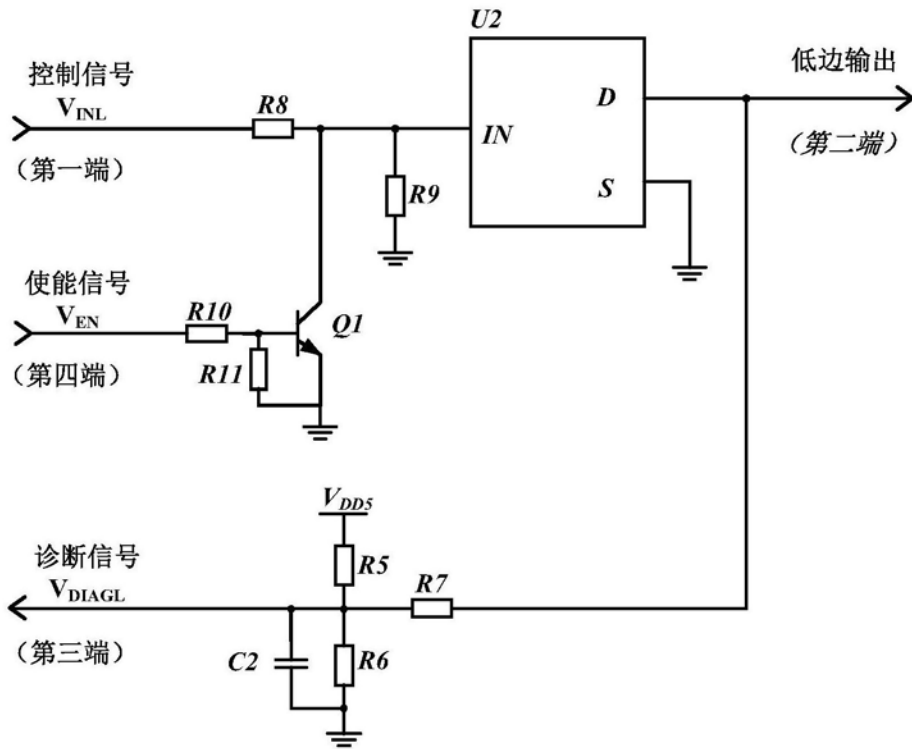 U2
控制信号
V_INL
R8
低边输出
D
IN
（第一端）
（第二端）
R9
S
使能信号
V_EN
R10
Q1
（第四端）
R11
V_DD5
诊断信号
R5
V_DIAGL
R7
（第三端）
C2
R6